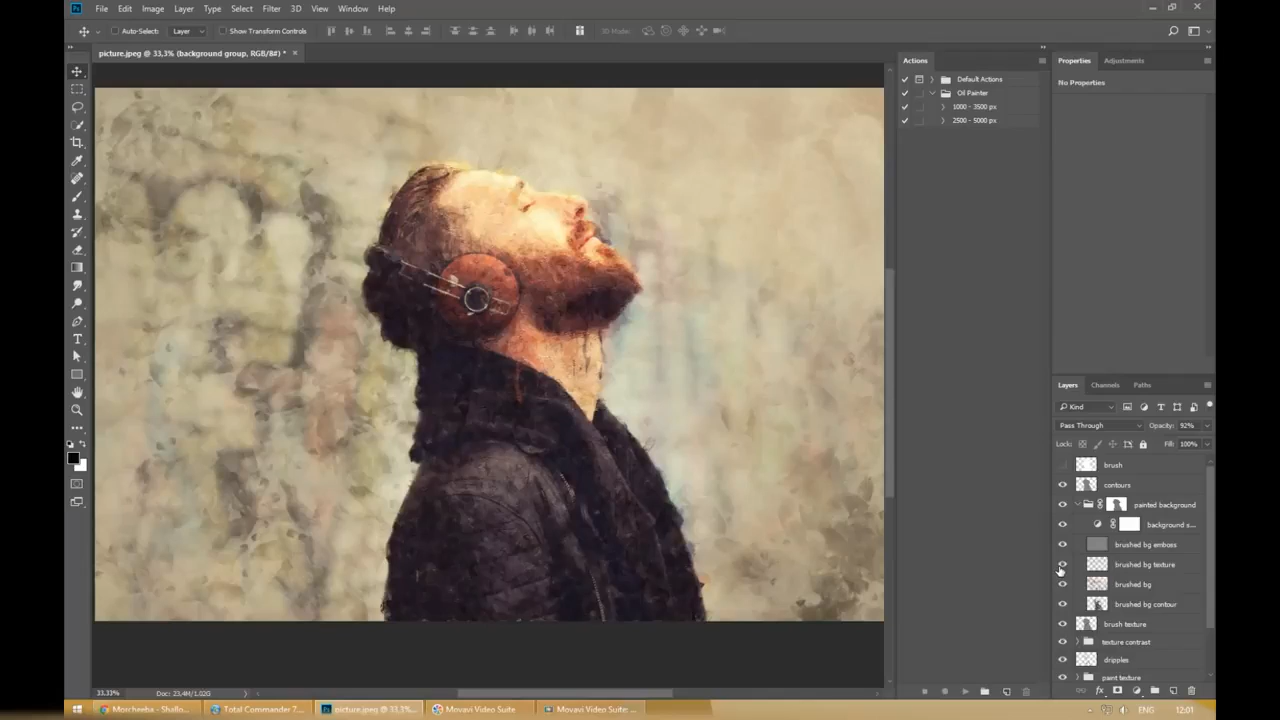 Ps File Edit Image Layer Type Select Filter 3D View Window Help
Auto-Select: Layer Show Transform Controls 3D Mode:
picture.jpeg @ 33,3% (background group, RGB/8#) * ×
Actions
Default Actions
Oil Painter
1000 - 3500 px
2500 - 5000 px
Properties Adjustments
No Properties
Layers Channels Paths
Kind
Pass Through Opacity: 92%
Lock: Fill: 100%
brush
contours
painted background
background s...
brushed bg emboss
brushed bg texture
brushed bg
brushed bg contour
brush texture
texture contrast
dripples
paint texture
33,33% Doc: 23,4M/1,02G
Morcheeba - Shallo... Total Commander 7.... picture.jpeg @ 33,3%... Movavi Video Suite Movavi Video Suite: ... ENG 12:01